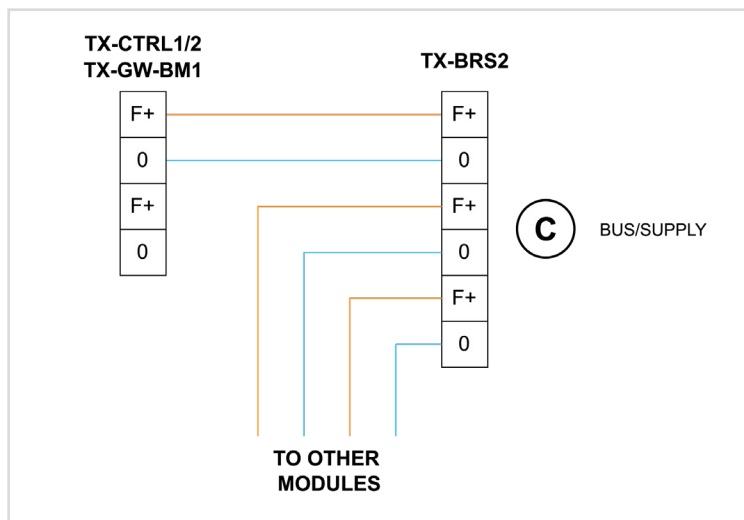 TX-CTRL1/2
TX-GW-BM1
F+
0
F+
0
TX-BRS2
F+
0
F+
0
F+
0
C
BUS/SUPPLY
TO OTHER
MODULES